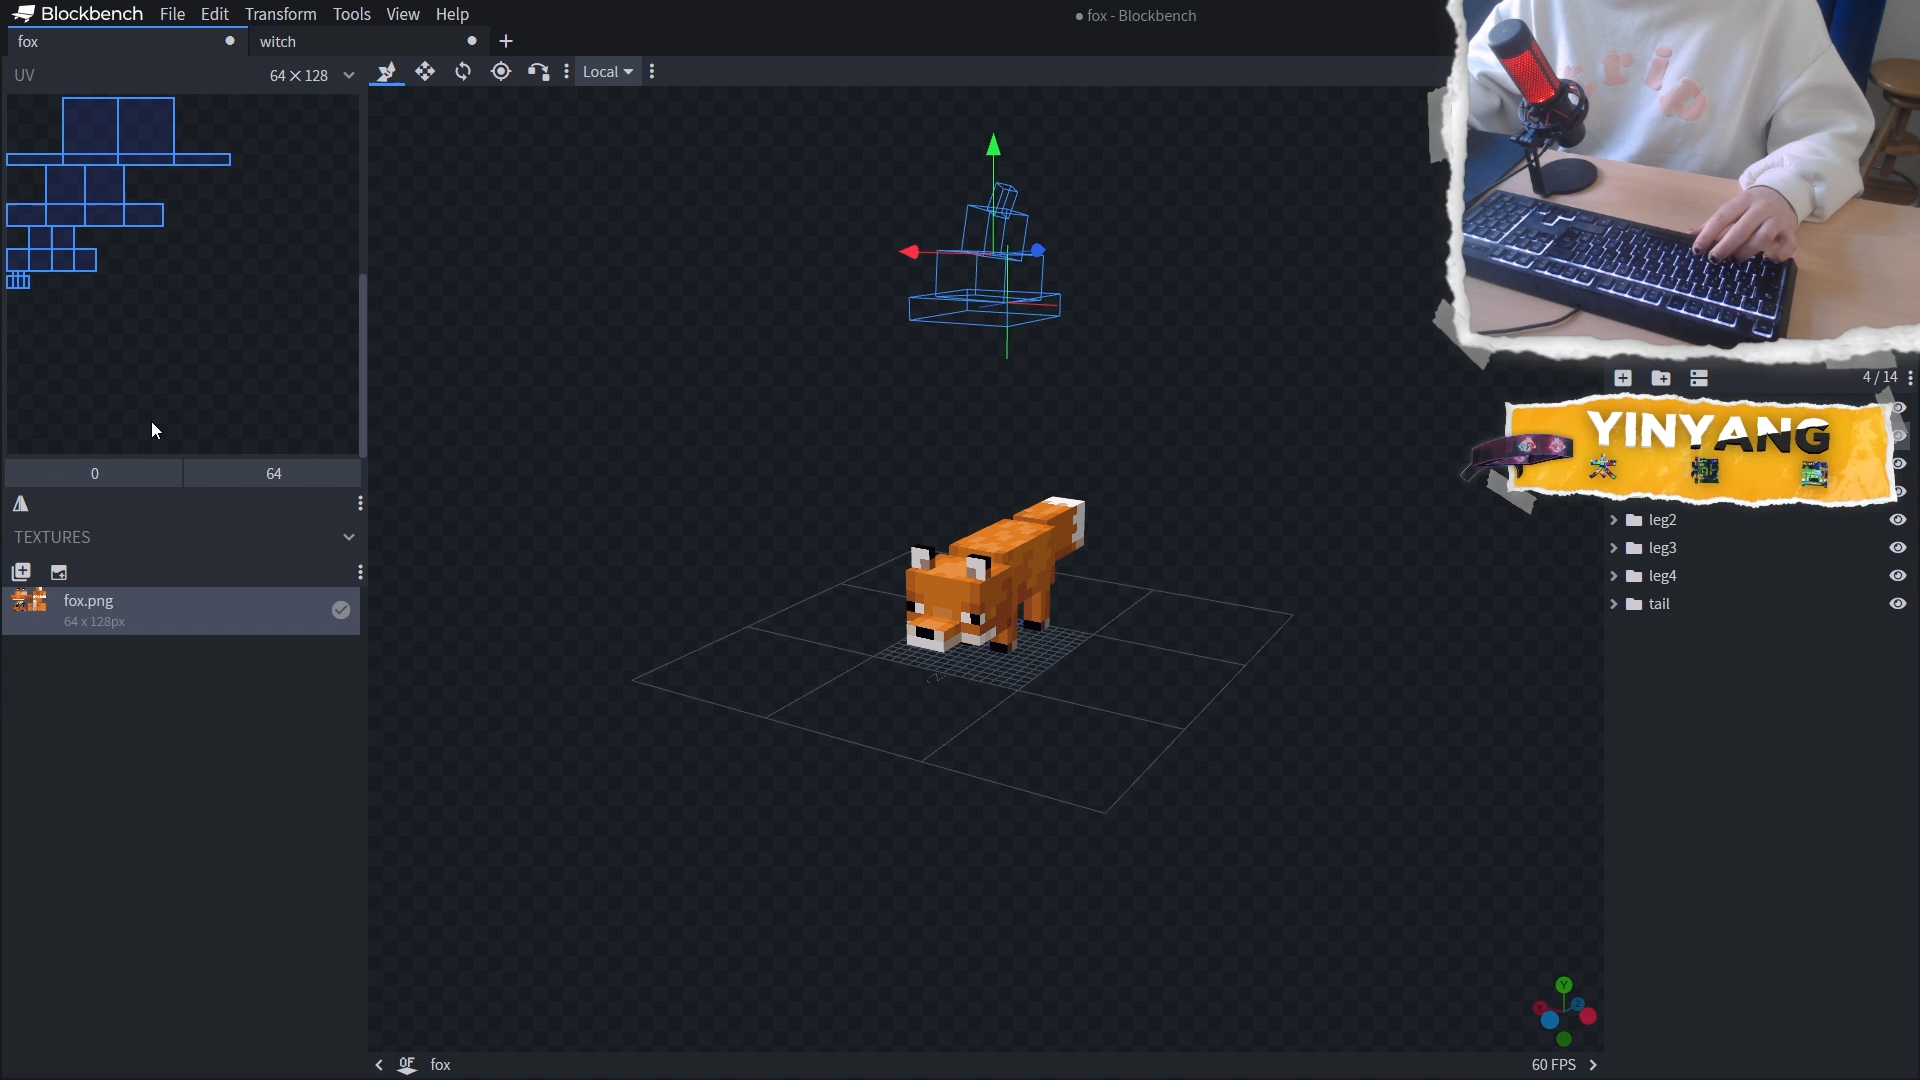 Blockbench File Edit Transform Tools View Help
● fox - Blockbench
fox
witch
UV
64 × 128
Local
4 / 14
YINYANG
0
64
TEXTURES
fox.png
64 x 128px
leg2
leg3
leg4
tail
Y
Z
OF
fox
60 FPS